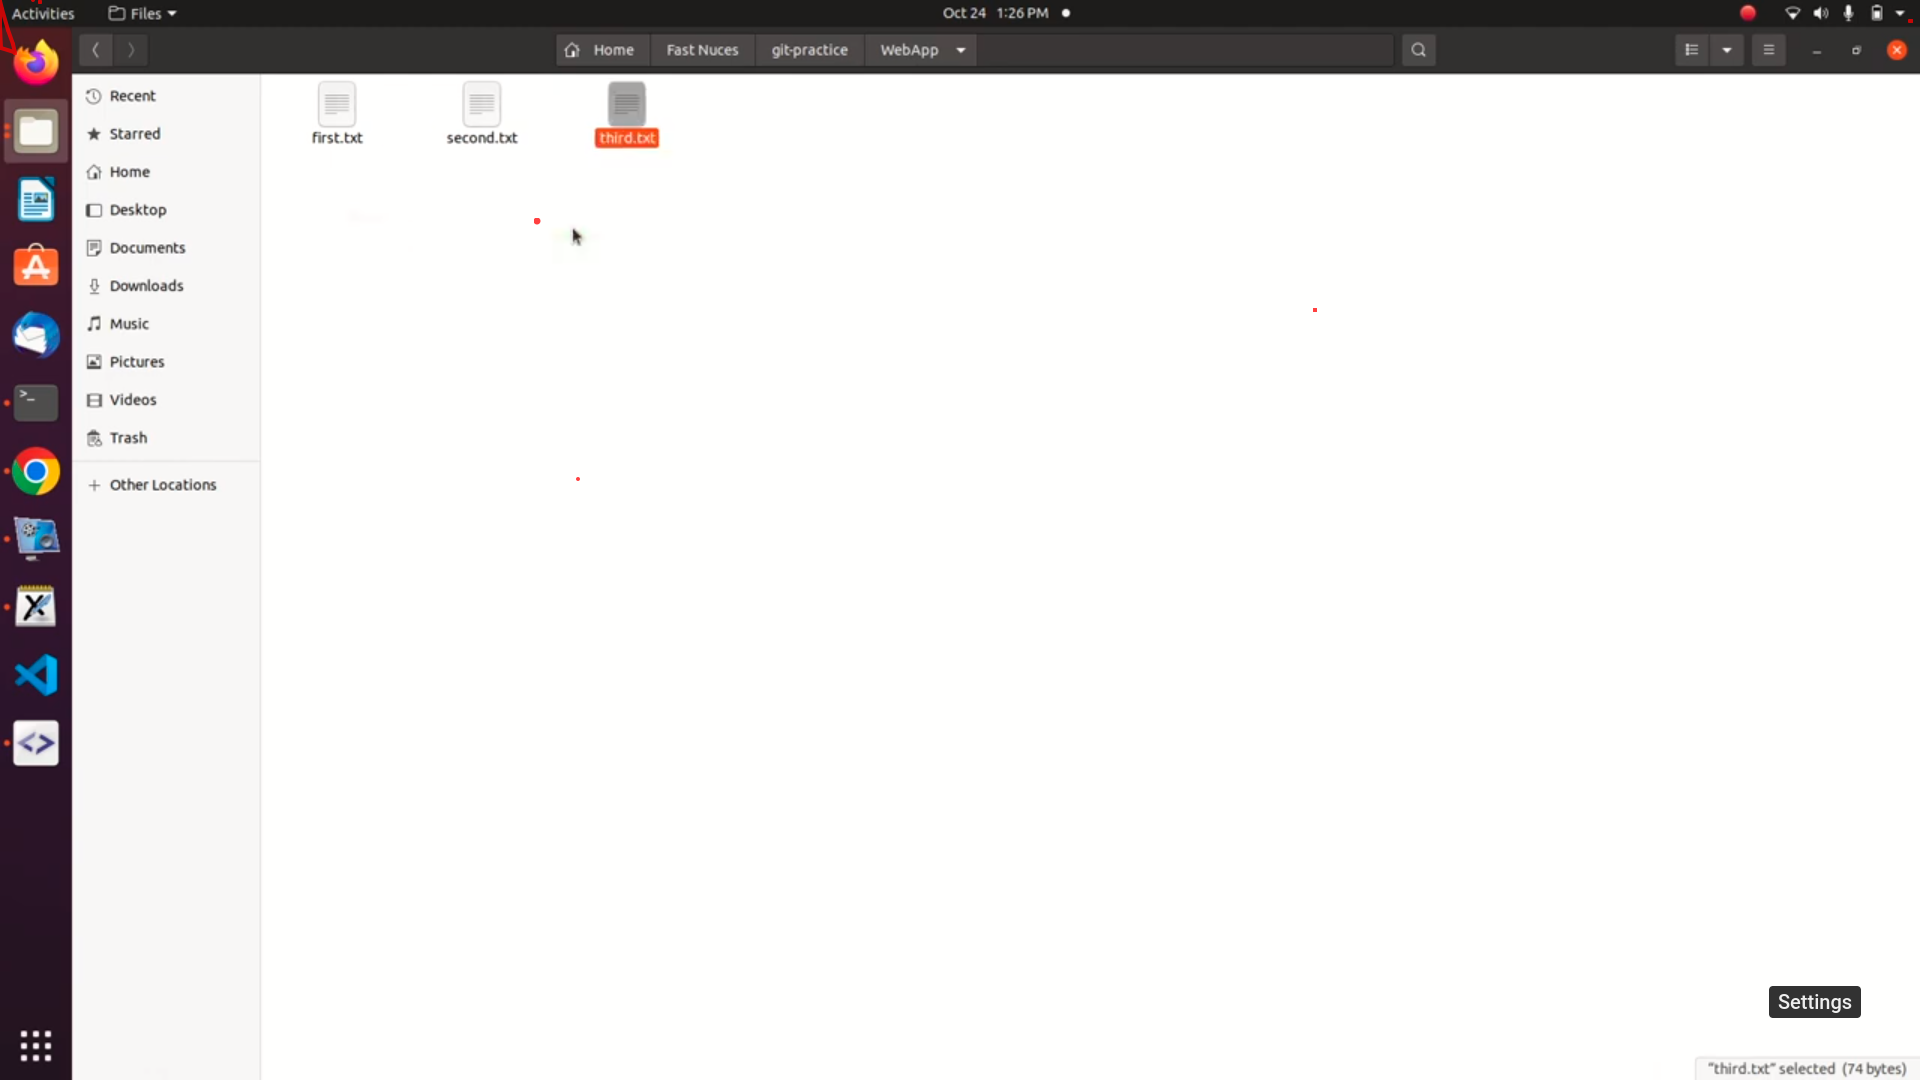 Activities Files Oct 24 1:26 PM
Home Fast Nuces git-practice WebApp
Recent
Starred
Home
Desktop
Documents
Downloads
Music
Pictures
Videos
Trash
Other Locations
first.txt second.txt third.txt
Settings
"third.txt" selected (74 bytes)